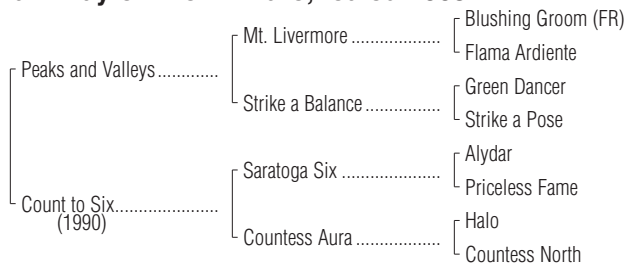 Blushing Groom (FR)
Mt. Livermore ...................
Flama Ardiente
Peaks and Valleys .............
Green Dancer
Strike a Balance ................
Strike a Pose
Alydar
Saratoga Six .....................
Priceless Fame
Count to Six......................
(1990)
Halo
Countess Aura .................
Countess North